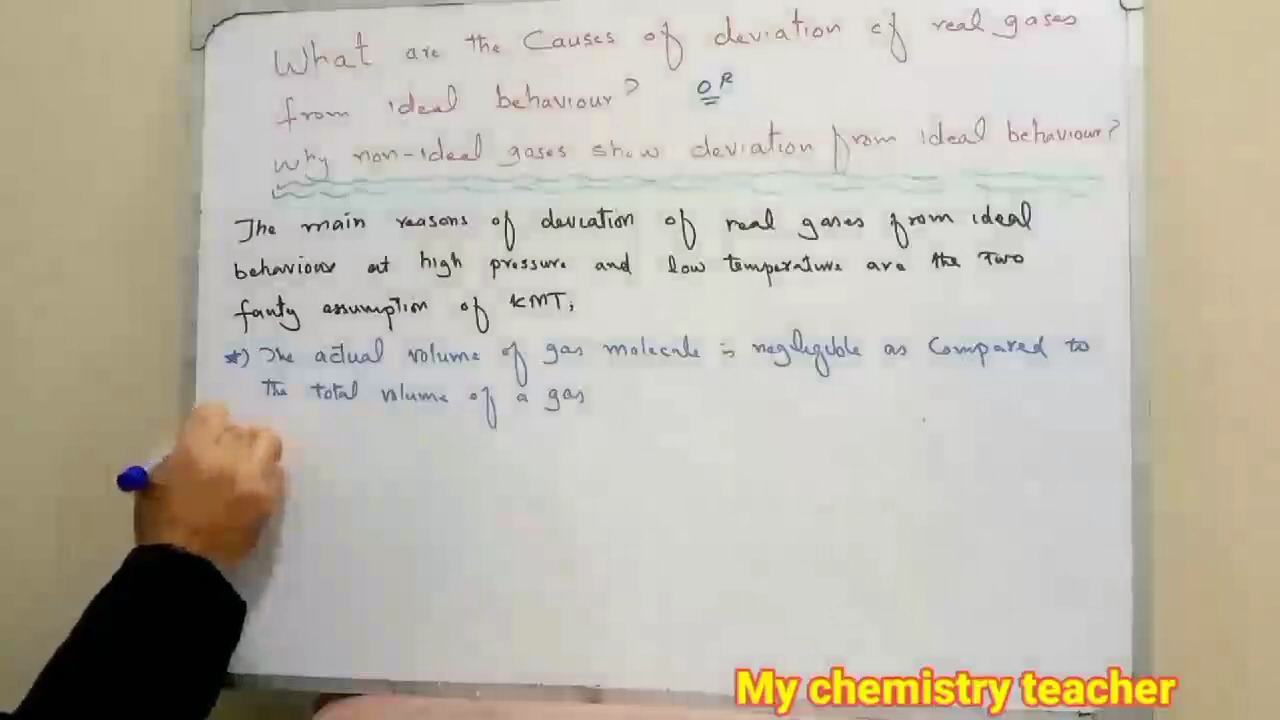 What are the Causes of deviation of real gases
from ideal behaviour? OR
why non-ideal gases show deviation from ideal behaviour?
The main reasons of deviation of real gases from ideal
behaviour at high pressure and low temperature are the Two
fauty assumption of KMT,
*) The actual volume of gas molecule is negligible as Compared to
The total volume of a gas
My chemistry teacher